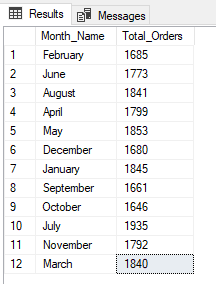 Results Messages
Month_Name Total_Orders
1 February 1685
2 June 1773
3 August 1841
4 April 1799
5 May 1853
6 December 1680
7 January 1845
8 September 1661
9 October 1646
10 July 1935
11 November 1792
12 March 1840